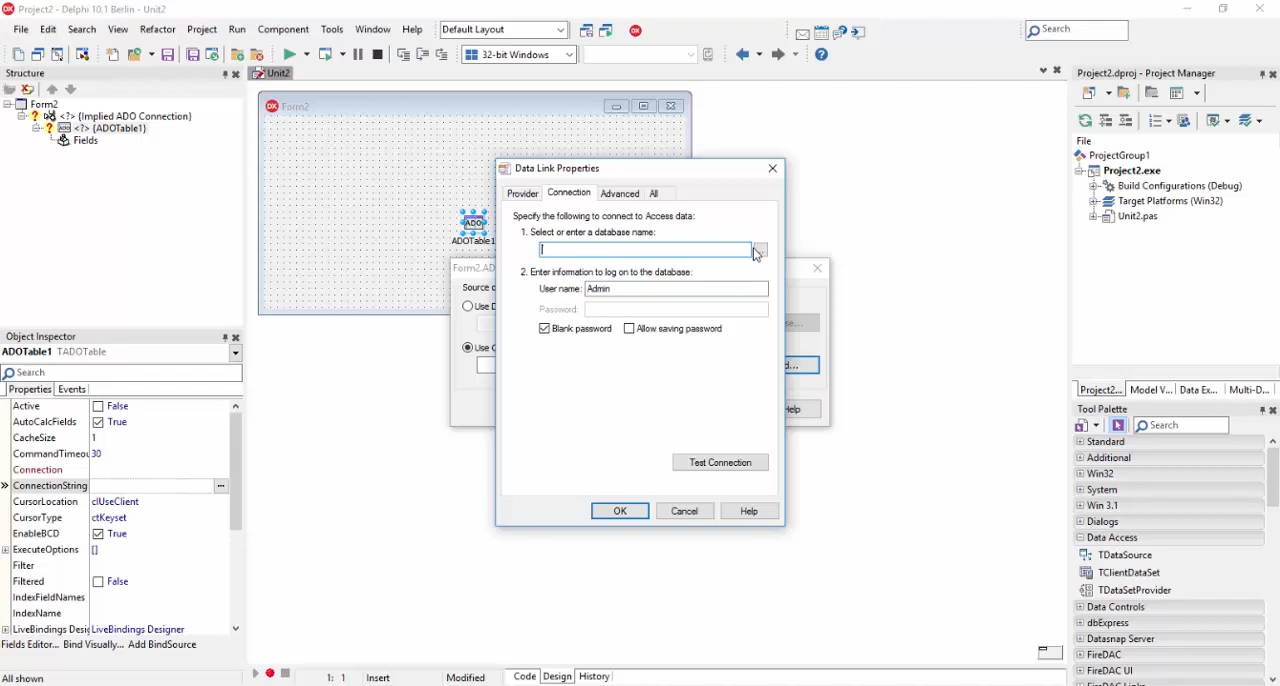 Project2 - Delphi 10.1 Berlin - Unit2
File Edit Search View Refactor Project Run Component Tools Window Help
Default Layout
Search
32-bit Windows
Structure
Form2
<?> {Implied ADO Connection}
<?> {ADOTable1}
Fields
Unit2
Form2
ADO
ADOTable1
Form2.AD
Source o
Use D
Use C
se...
d...
Help
Data Link Properties
Provider Connection Advanced All
Specify the following to connect to Access data:
1. Select or enter a database name:
2. Enter information to log on to the database:
User name: Admin
Password:
Blank password Allow saving password
Test Connection
OK Cancel Help
Project2.dproj - Project Manager
File
ProjectGroup1
Project2.exe
Build Configurations (Debug)
Target Platforms (Win32)
Unit2.pas
Project2... Model V... Data Ex... Multi-D...
Tool Palette
Search
Standard
Additional
Win32
System
Win 3.1
Dialogs
Data Access
TDataSource
TClientDataSet
TDataSetProvider
Data Controls
dbExpress
Datasnap Server
FireDAC
FireDAC UI
Object Inspector
ADOTable1 TADOTable
Search
Properties Events
Active False
AutoCalcFields True
CacheSize 1
CommandTimeou 30
Connection
ConnectionString
CursorLocation clUseClient
CursorType ctKeyset
EnableBCD True
ExecuteOptions []
Filter
Filtered False
IndexFieldNames
IndexName
LiveBindings Desi LiveBindings Designer
Fields Editor... Bind Visually... Add BindSource
All shown
1: 1 Insert Modified Code Design History